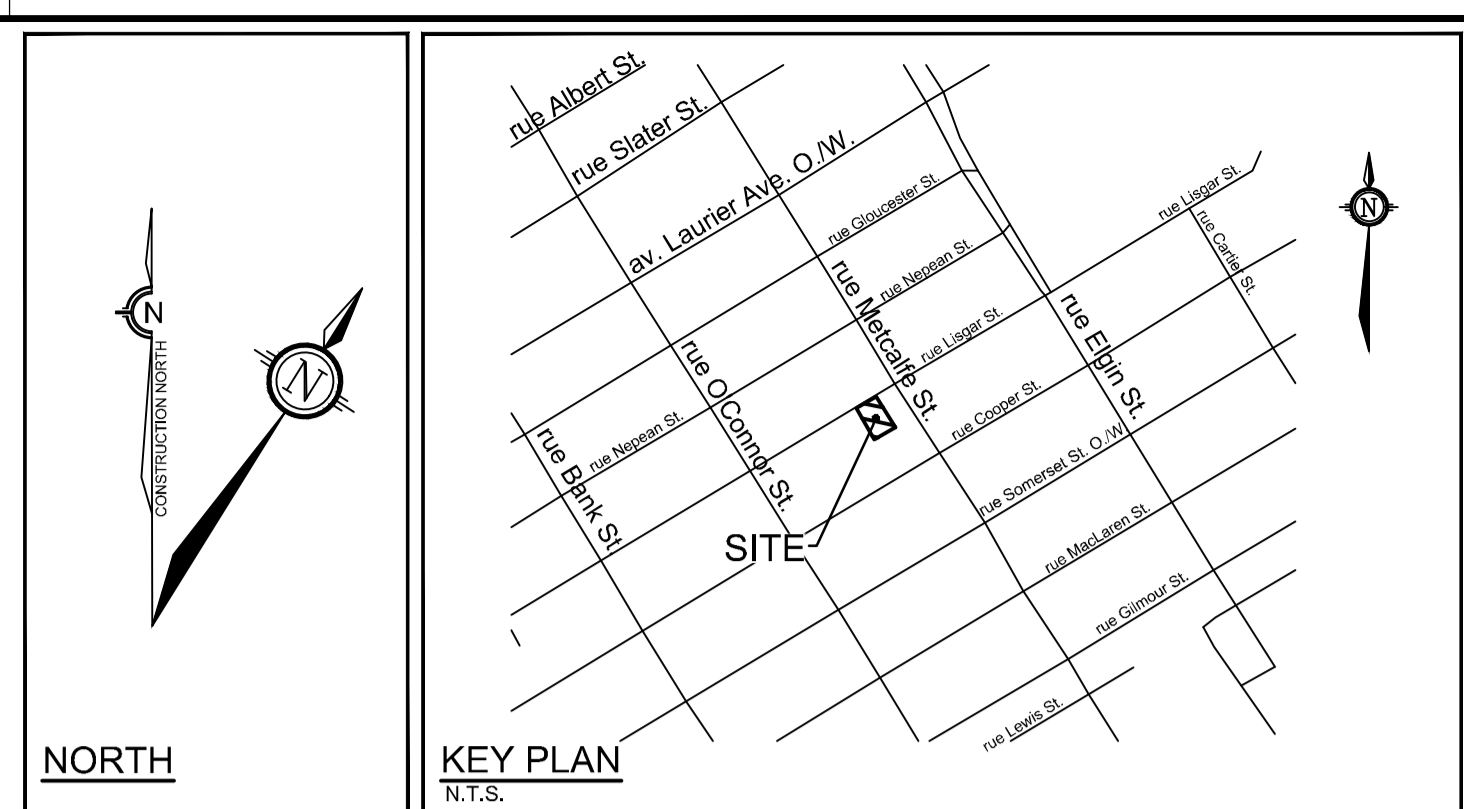 N
CONSTRUCTION NORTH
N
NORTH
rue Albert St.
rue Slater St.
av. Laurier Ave. O./W.
rue Gloucester St.
rue Nepean St.
rue Lisgar St.
rue Cartier St.
N
rue Metcalfe St.
rue Lisgar St.
rue Elgin St.
rue O'Connor St.
rue Cooper St.
rue Nepean St.
rue Bank St
rue Somerset St. O./W.
SITE
rue MacLaren St.
rue Gilmour St.
rue Lewis St.
KEY PLAN
N.T.S.